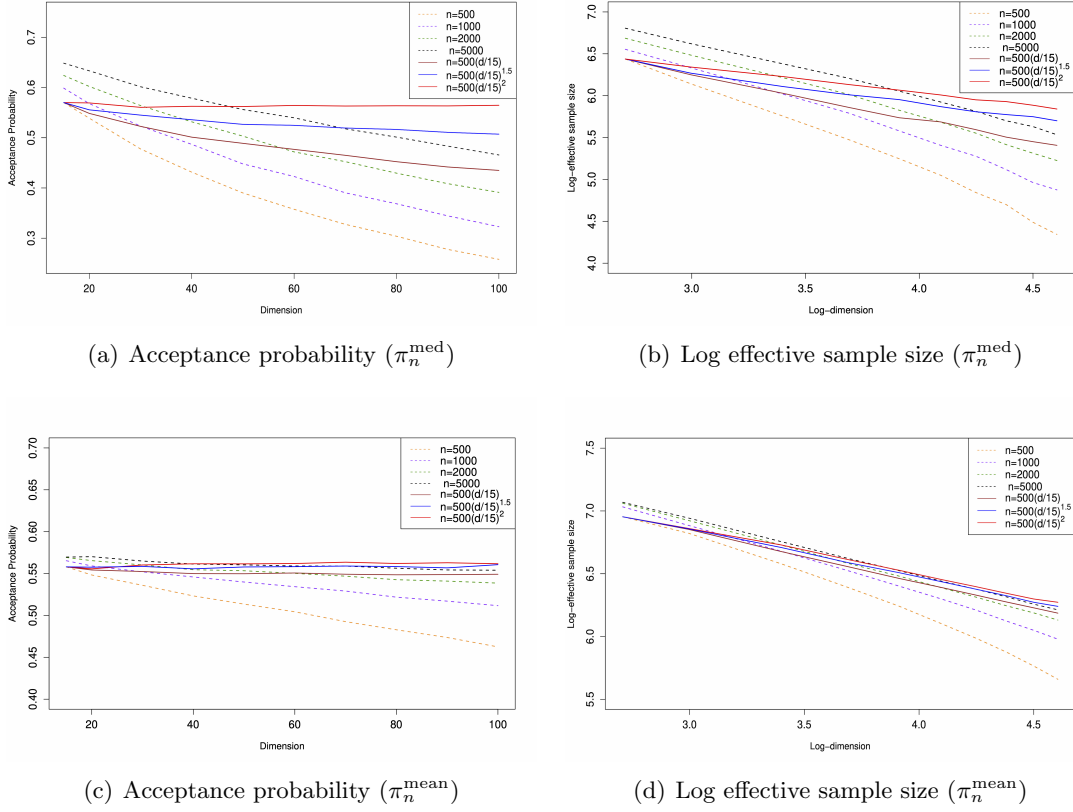 Acceptance Probability
0.3 0.4 0.5 0.6 0.7
20 40 60 80 100
Dimension
n=500
n=1000
n=2000
n=5000
n=500(d/15)
n=500(d/15)^1.5
n=500(d/15)^2
(a) Acceptance probability (π_n^med)
Log-effective sample size
4.0 4.5 5.0 5.5 6.0 6.5 7.0
3.0 3.5 4.0 4.5
Log-dimension
n=500
n=1000
n=2000
n=5000
n=500(d/15)
n=500(d/15)^1.5
n=500(d/15)^2
(b) Log effective sample size (π_n^med)
Acceptance Probability
0.40 0.45 0.50 0.55 0.60 0.65 0.70
20 40 60 80 100
Dimension
n=500
n=1000
n=2000
n=5000
n=500(d/15)
n=500(d/15)^1.5
n=500(d/15)^2
(c) Acceptance probability (π_n^mean)
Log-effective sample size
5.5 6.0 6.5 7.0 7.5
3.0 3.5 4.0 4.5
Log-dimension
n=500
n=1000
n=2000
n=5000
n=500(d/15)
n=500(d/15)^1.5
n=500(d/15)^2
(d) Log effective sample size (π_n^mean)